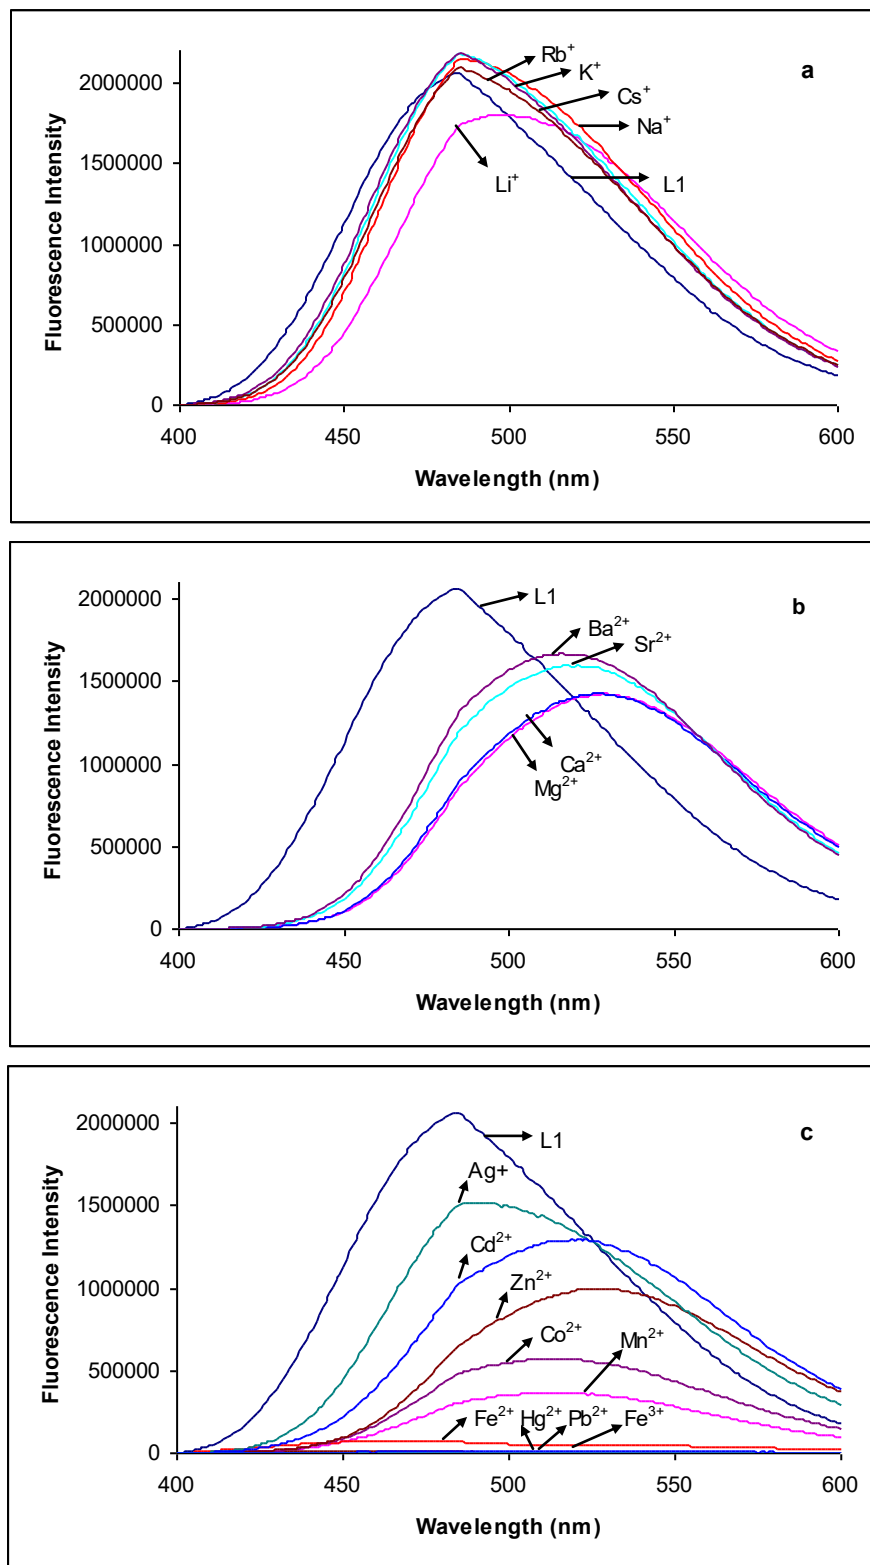 a
Rb⁺
K⁺
Cs⁺
Na⁺
Li⁺
L1
2000000
1500000
1000000
500000
0
400
450
500
550
600
Fluorescence Intensity
Wavelength (nm)
b
L1
Ba²⁺
Sr²⁺
Ca²⁺
Mg²⁺
2000000
1500000
1000000
500000
0
400
450
500
550
600
Fluorescence Intensity
Wavelength (nm)
c
L1
Ag+
Cd²⁺
Zn²⁺
Co²⁺
Mn²⁺
Fe²⁺
Hg²⁺
Pb²⁺
Fe³⁺
2000000
1500000
1000000
500000
0
400
450
500
550
600
Fluorescence Intensity
Wavelength (nm)